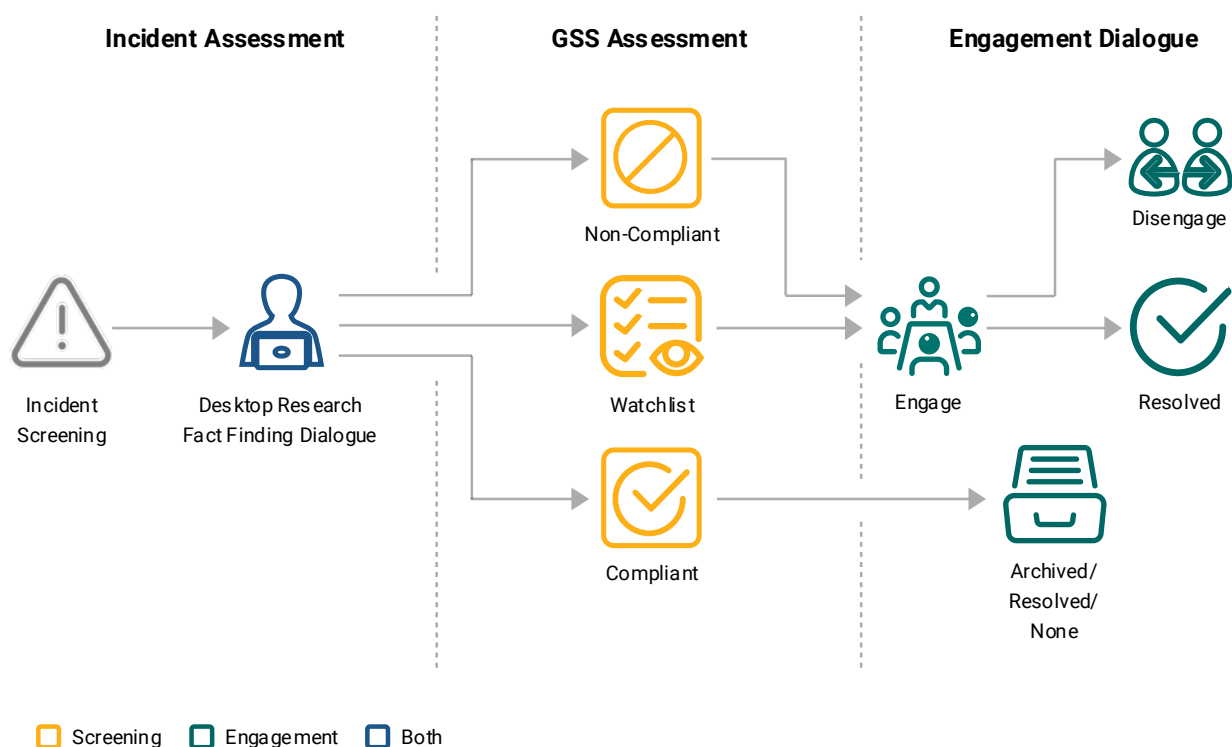 Incident Assessment
GSS Assessment
Engagement Dialogue
Non-Compliant
Disengage
Incident
Screening
Desktop Research
Fact Finding Dialogue
Watchlist
Engage
Resolved
Compliant
Archived/
Resolved/
None
Screening
Engagement
Both